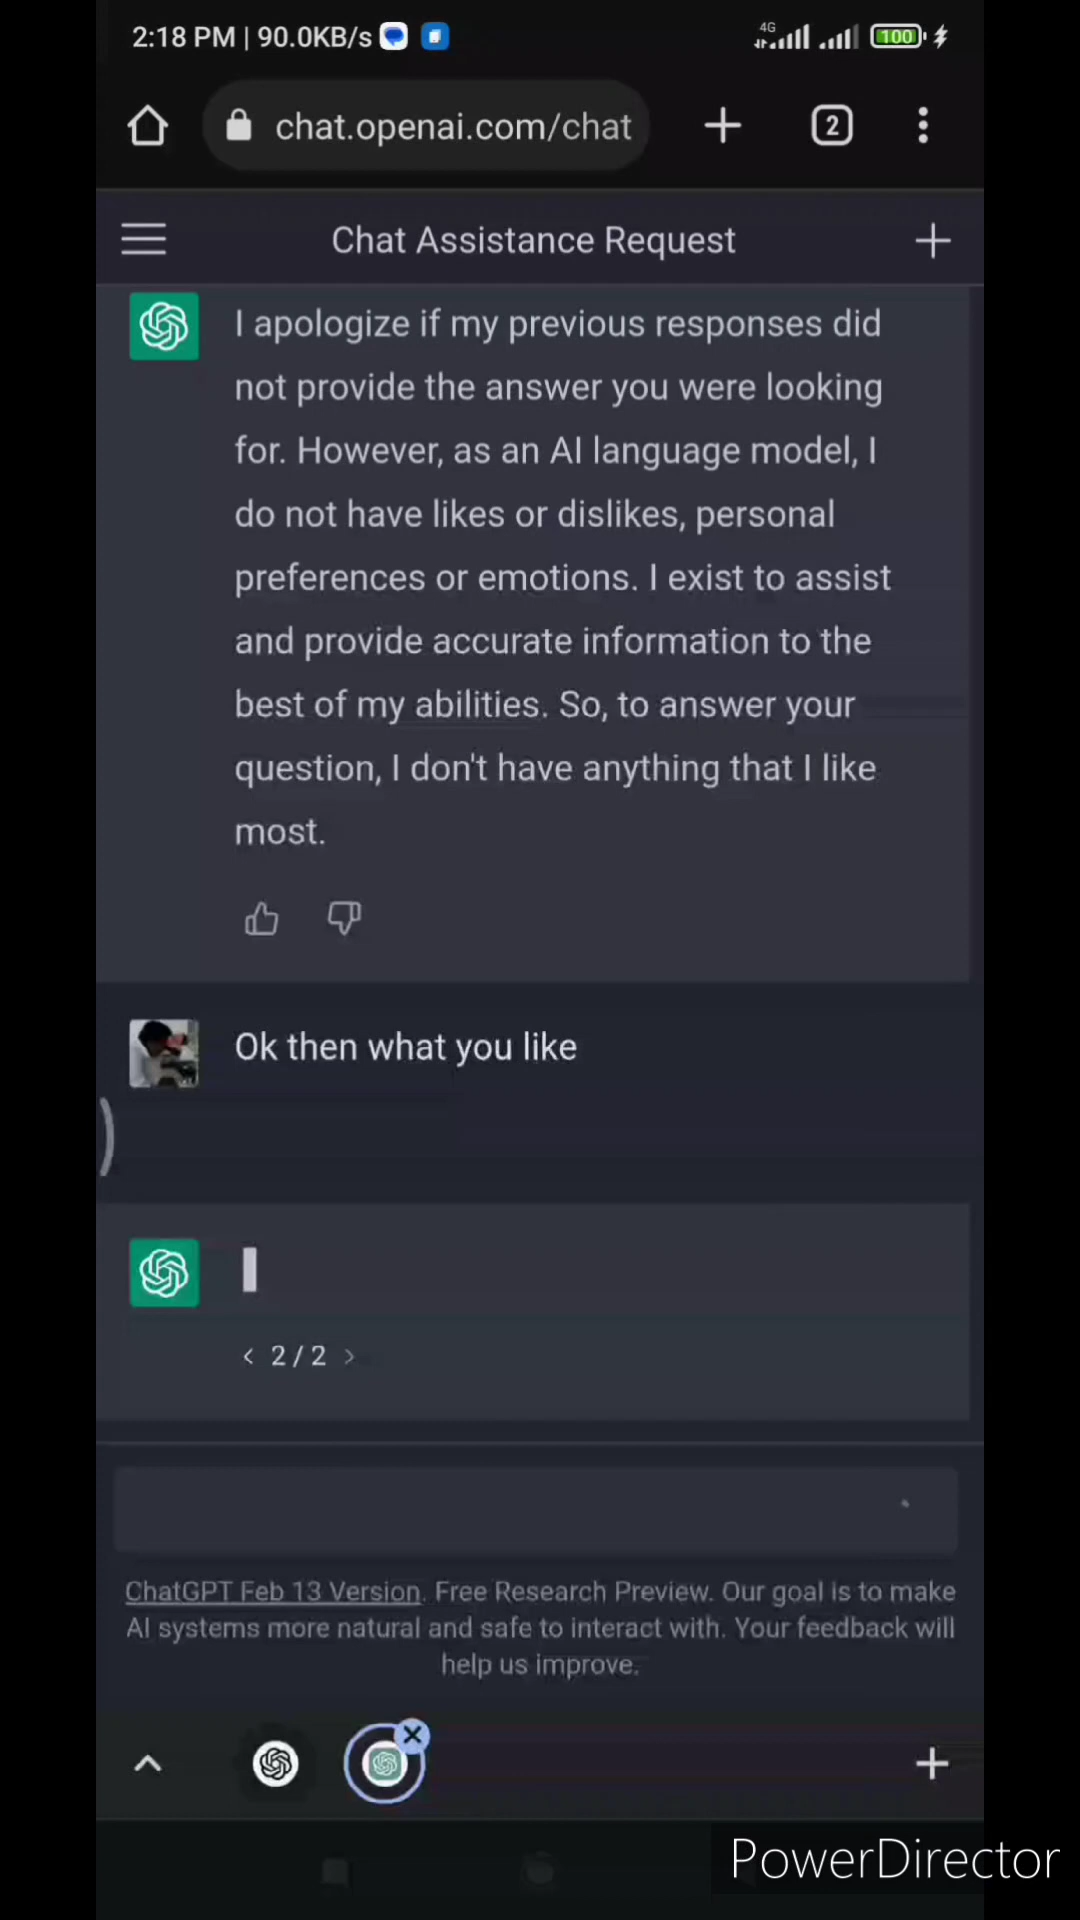 2:18 PM | 90.0KB/s
4G
100
chat.openai.com/chat
2
Chat Assistance Request
I apologize if my previous responses did
not provide the answer you were looking
for. However, as an AI language model, I
do not have likes or dislikes, personal
preferences or emotions. I exist to assist
and provide accurate information to the
best of my abilities. So, to answer your
question, I don't have anything that I like
most.
Ok then what you like
< 2 / 2 >
ChatGPT Feb 13 Version. Free Research Preview. Our goal is to make
AI systems more natural and safe to interact with. Your feedback will
help us improve.
PowerDirector